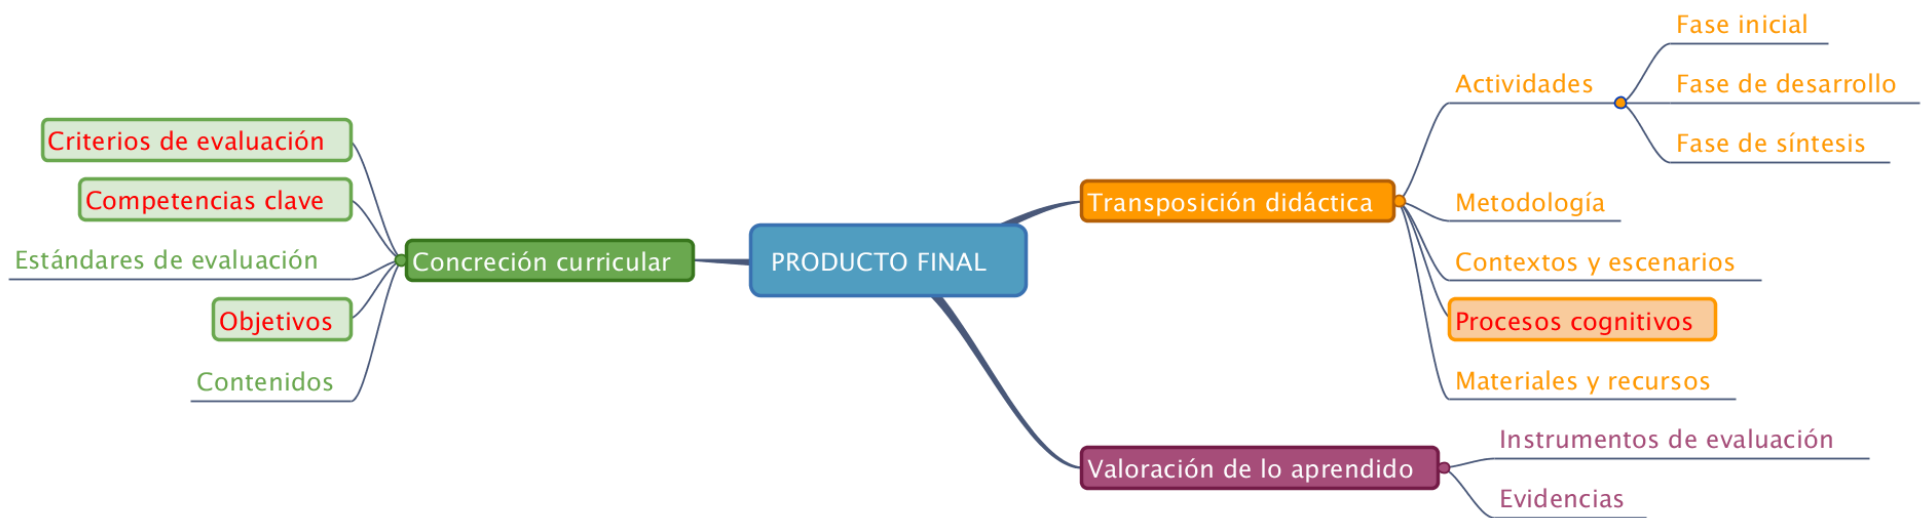 PRODUCTO FINAL
Concreción curricular
Criterios de evaluación
Competencias clave
Estándares de evaluación
Objetivos
Contenidos
Transposición didáctica
Actividades
Fase inicial
Fase de desarrollo
Fase de síntesis
Metodología
Contextos y escenarios
Procesos cognitivos
Materiales y recursos
Valoración de lo aprendido
Instrumentos de evaluación
Evidencias